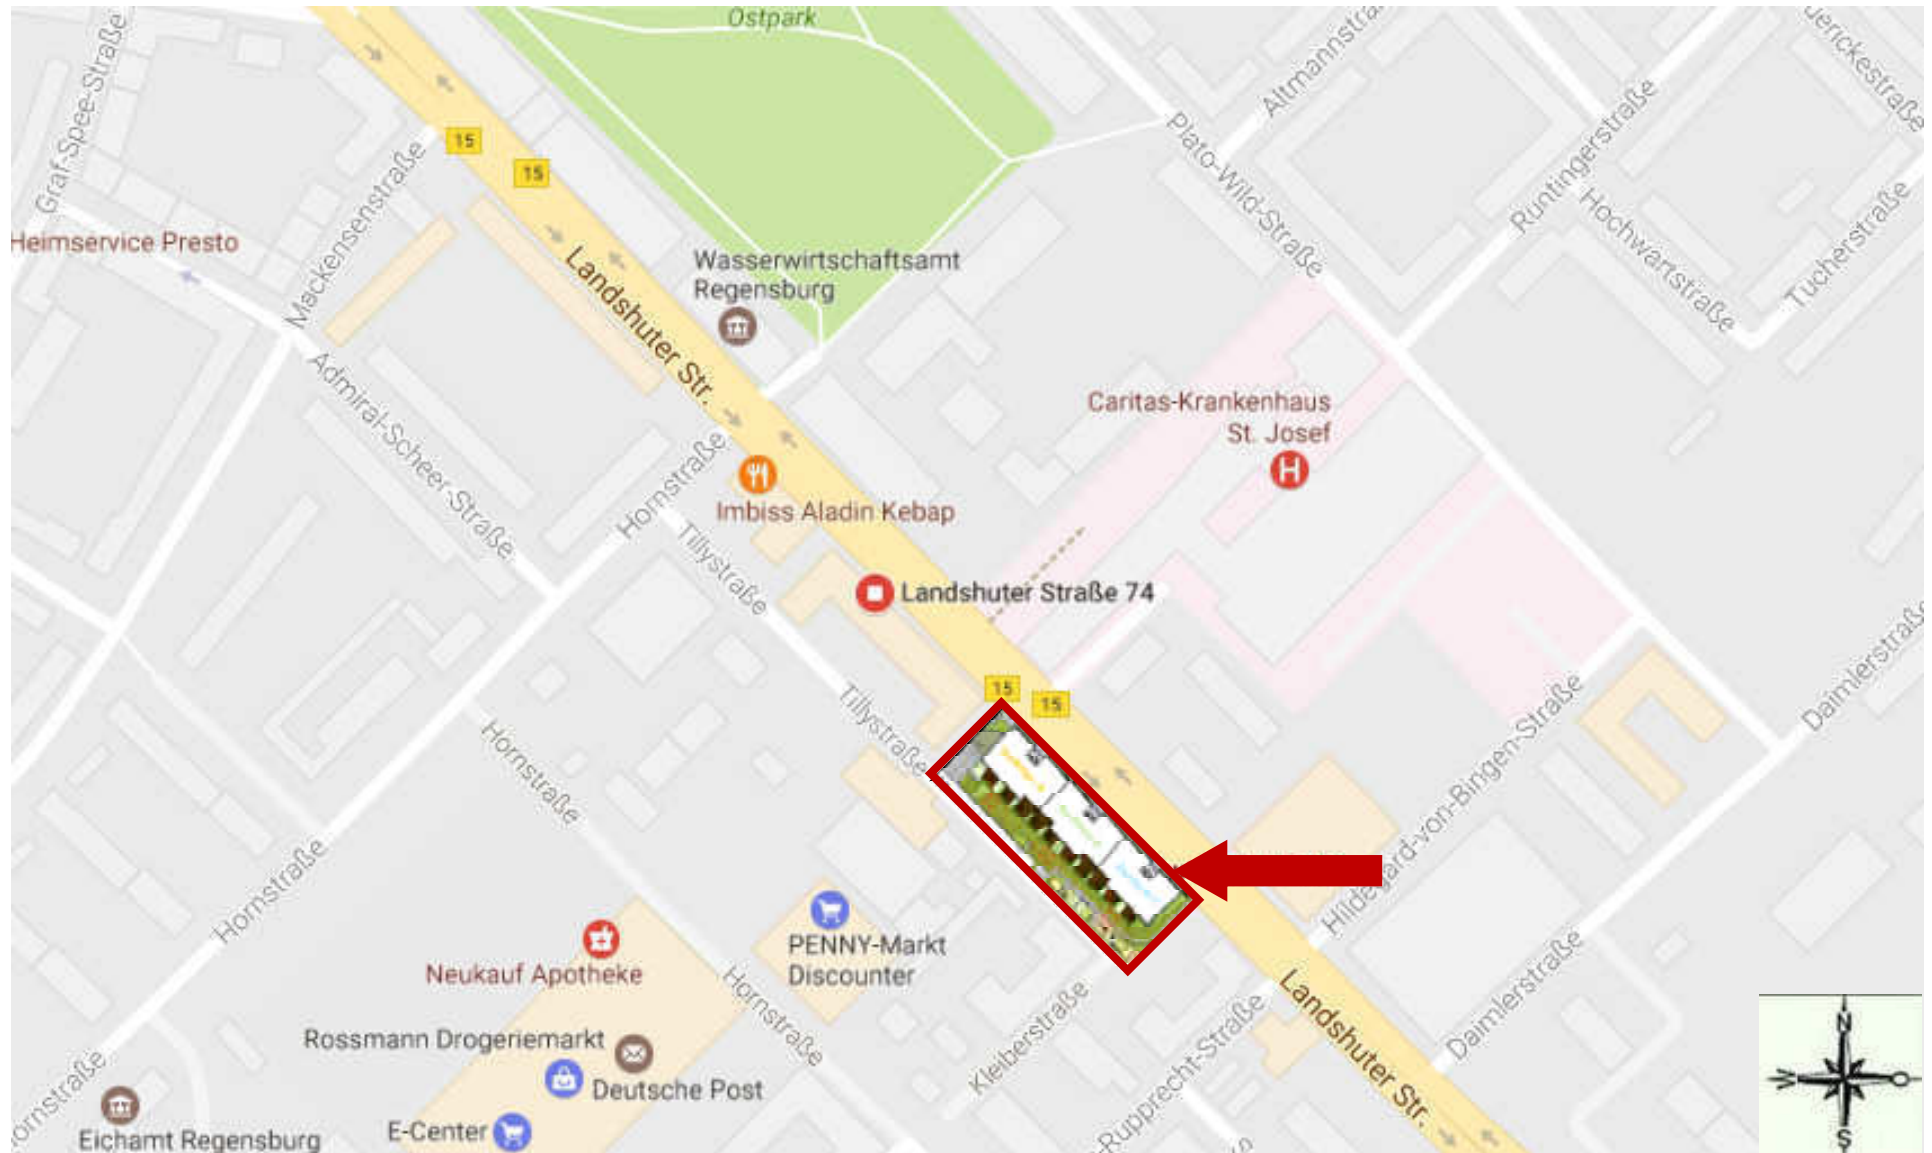 Ostpark
Graf-Spee-Straße
Altmannstra
uerickestraße
15
15
Mackensenstraße
Plato-Wild-Straße
Runtingerstraße
Hochwartstraße
Tucherstraße
Heimservice Presto
Landshuter Str.
Wasserwirtschaftsamt
Regensburg
Admiral-Scheer-Straße
Caritas-Krankenhaus
St. Josef
H
Hornstraße
Imbiss Aladin Kebap
Tillystraße
Landshuter Straße 74
Daimlerstraße
15
15
Tillystraße
Hornstraße
Hildegard-von-Bingen-Straße
Hornstraße
PENNY-Markt
Discounter
Neukauf Apotheke
Hornstraße
Kleiberstraße
Landshuter Str.
Daimlerstraße
Rossmann Drogeriemarkt
Deutsche Post
-Rupprecht-Straße
ornstraße
Eichamt Regensburg
E-Center
N
W
O
S